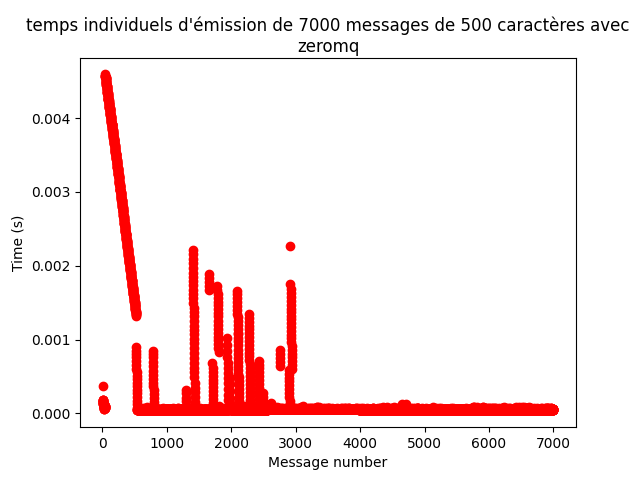 temps individuels d'émission de 7000 messages de 500 caractères avec
zeromq
0.004
0.003
0.002
0.001
0.000
Time (s)
0 1000 2000 3000 4000 5000 6000 7000
Message number